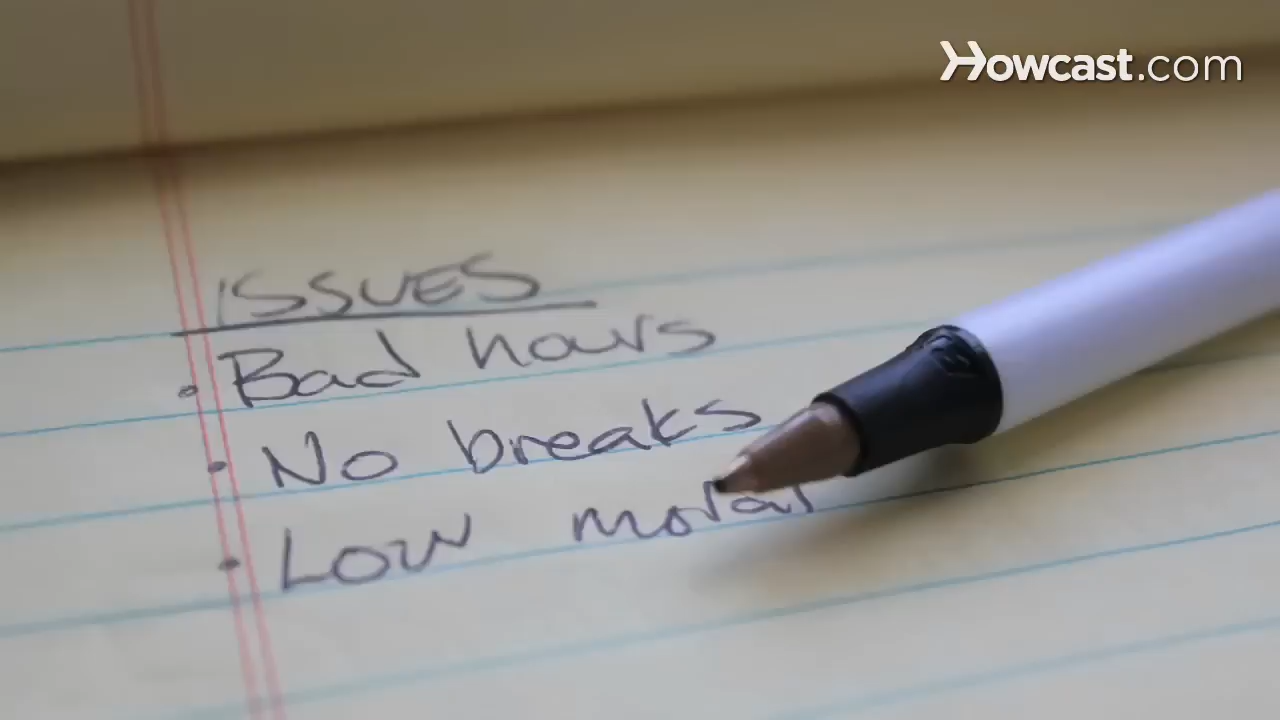 Howcast.com
ISSUES
• Bad hours
• No breaks
• Low moral